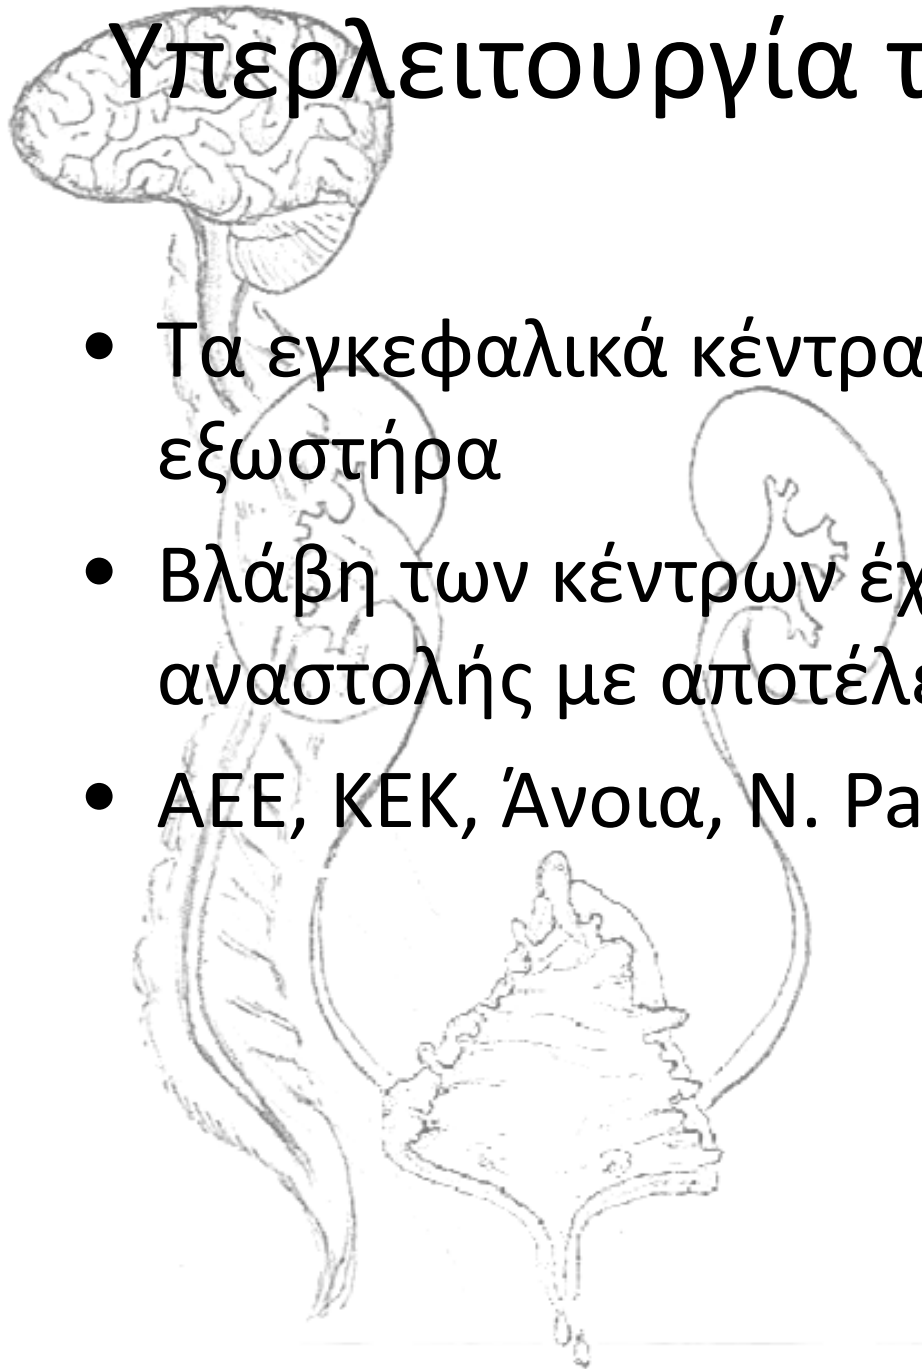 Υπερλειτουργία τ
• Τα εγκεφαλικά κέντρα
εξωστήρα
• Βλάβη των κέντρων έχ
αναστολής με αποτέλε
• ΑΕΕ, ΚΕΚ, Άνοια, Ν. Pa